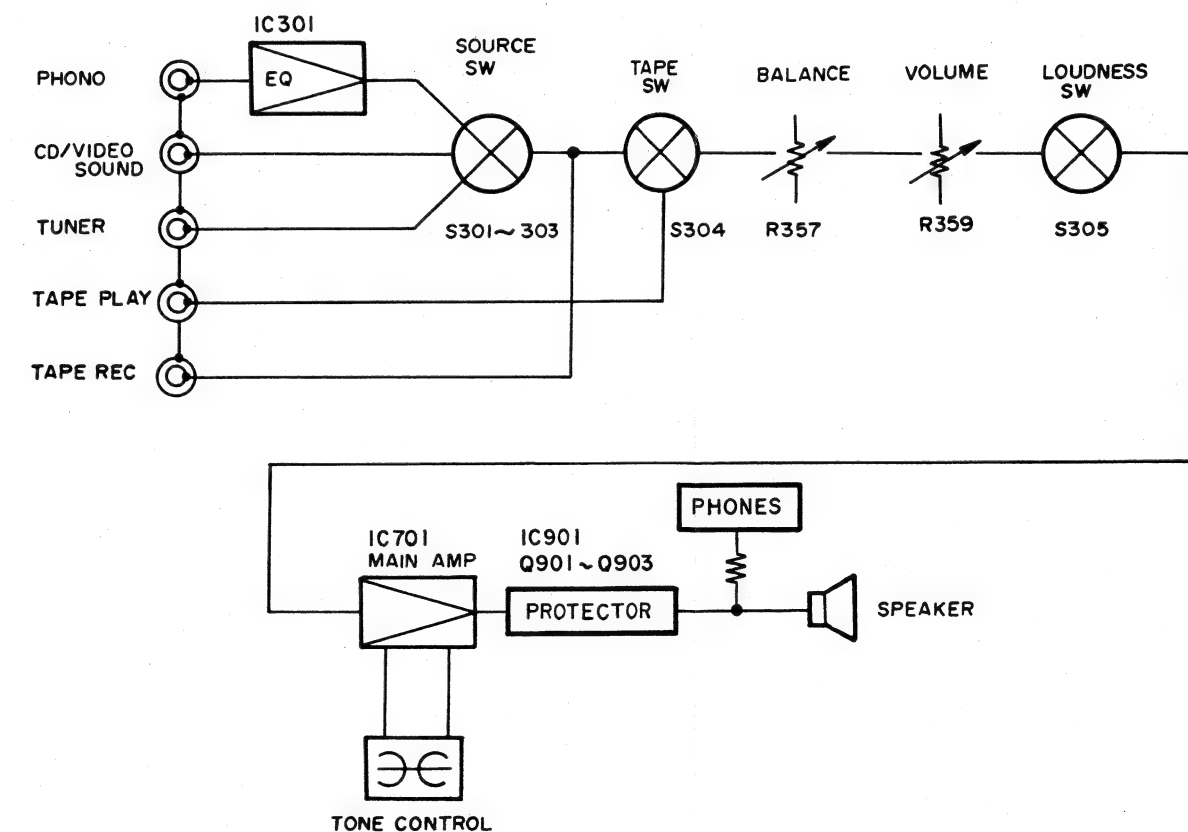 IC301
EQ
SOURCE
SW
TAPE
SW
BALANCE
VOLUME
LOUDNESS
SW
PHONO
CD/VIDEO
SOUND
TUNER
S301~303
S304
R357
R359
S305
TAPE PLAY
TAPE REC
PHONES
IC701
MAIN AMP
IC901
Q901~Q903
PROTECTOR
SPEAKER
TONE CONTROL